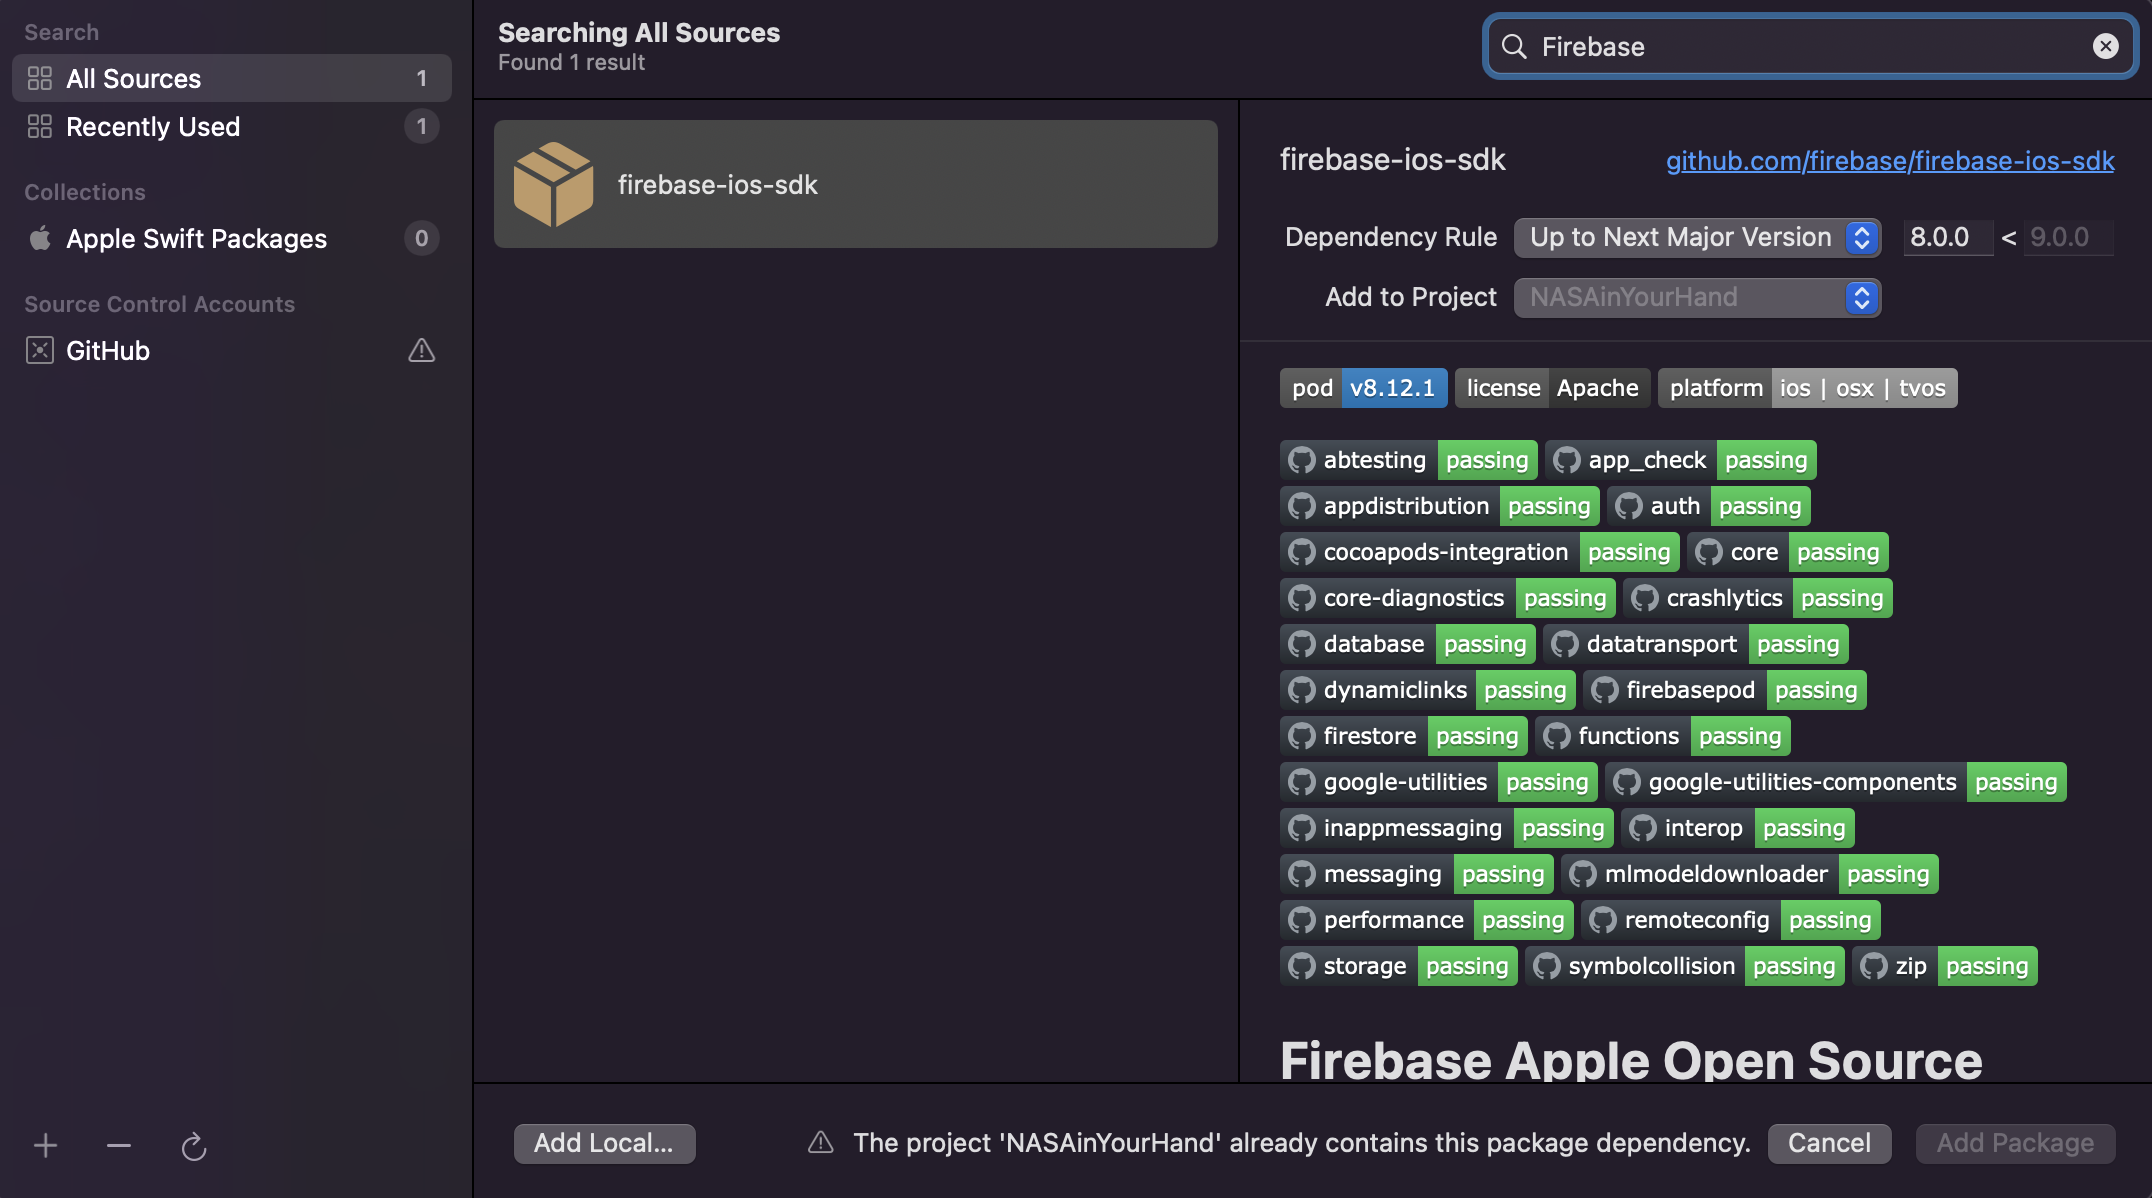 Search
All Sources 1
Recently Used 1
Collections
Apple Swift Packages 0
Source Control Accounts
GitHub
Searching All Sources
Found 1 result
Firebase
firebase-ios-sdk
firebase-ios-sdk github.com/firebase/firebase-ios-sdk
Dependency Rule Up to Next Major Version 8.0.0 < 9.0.0
Add to Project NASAinYourHand
pod v8.12.1 license Apache platform ios | osx | tvos
abtesting passing app_check passing
appdistribution passing auth passing
cocoapods-integration passing core passing
core-diagnostics passing crashlytics passing
database passing datatransport passing
dynamiclinks passing firebasepod passing
firestore passing functions passing
google-utilities passing google-utilities-components passing
inappmessaging passing interop passing
messaging passing mlmodeldownloader passing
performance passing remoteconfig passing
storage passing symbolcollision passing zip passing
Firebase Apple Open Source
Add Local... The project 'NASAinYourHand' already contains this package dependency. Cancel Add Package